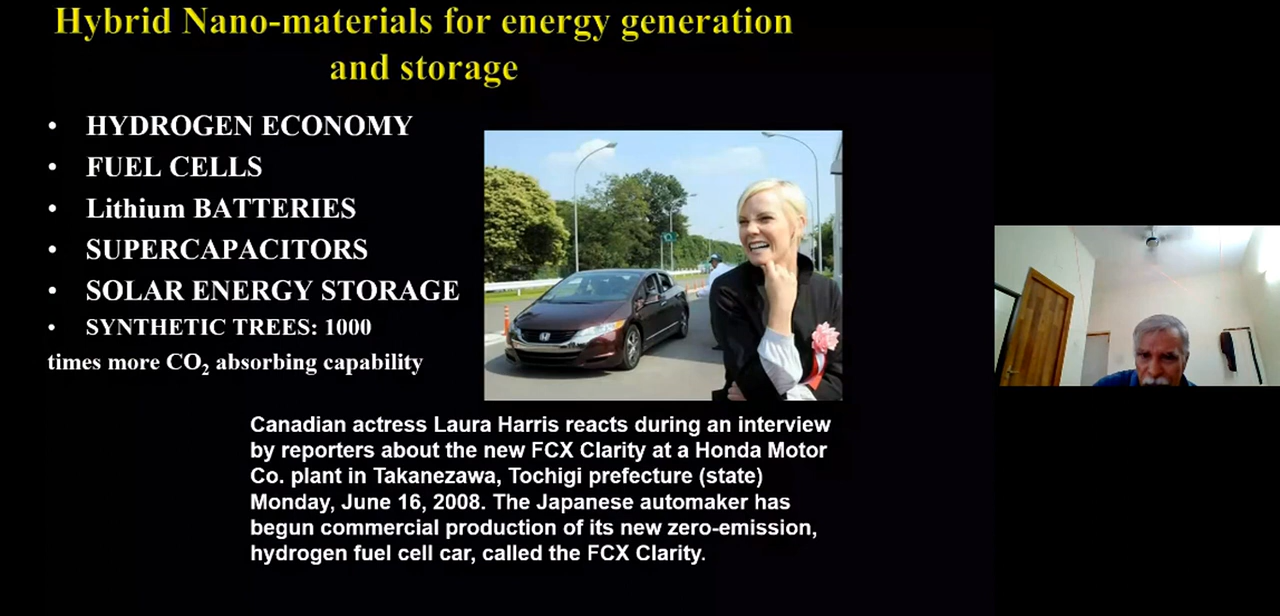 Hybrid Nano-materials for energy generation
and storage
• HYDROGEN ECONOMY
• FUEL CELLS
• Lithium BATTERIES
• SUPERCAPACITORS
• SOLAR ENERGY STORAGE
• SYNTHETIC TREES: 1000
times more CO₂ absorbing capability
Canadian actress Laura Harris reacts during an interview
by reporters about the new FCX Clarity at a Honda Motor
Co. plant in Takanezawa, Tochigi prefecture (state)
Monday, June 16, 2008. The Japanese automaker has
begun commercial production of its new zero-emission,
hydrogen fuel cell car, called the FCX Clarity.